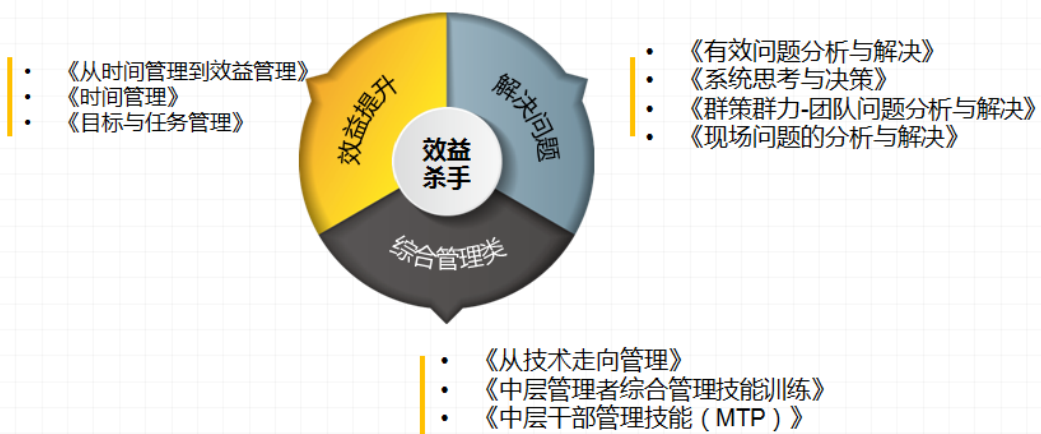 • 《从时间管理到效益管理》
• 《时间管理》
• 《目标与任务管理》
效益提升
解决问题
效益
杀手
综合管理类
• 《有效问题分析与解决》
• 《系统思考与决策》
• 《群策群力-团队问题分析与解决》
• 《现场问题的分析与解决》
• 《从技术走向管理》
• 《中层管理者综合管理技能训练》
• 《中层干部管理技能（MTP）》